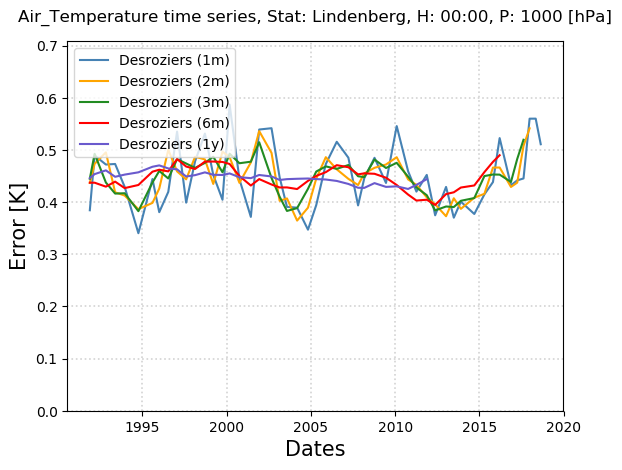 Air_Temperature time series, Stat: Lindenberg, H: 00:00, P: 1000 [hPa]
Desroziers (1m)
Desroziers (2m)
Desroziers (3m)
Desroziers (6m)
Desroziers (1y)
Error [K]
0.7
0.6
0.5
0.4
0.3
0.2
0.1
0.0
1995
2000
2005
2010
2015
2020
Dates